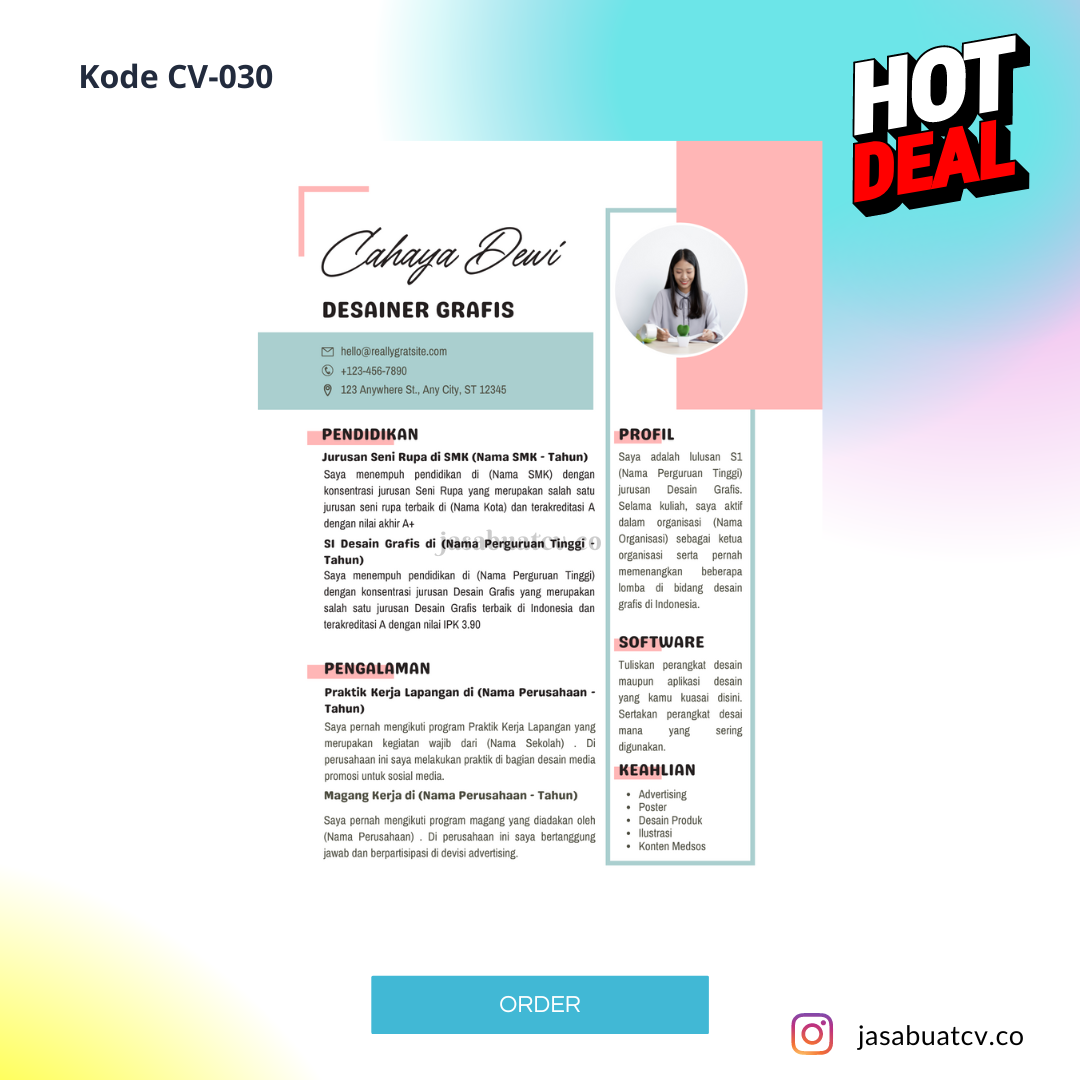 Kode CV-030
HOT
DEAL
Cahaya Dewi
DESAINER GRAFIS
hello@reallygratsite.com
+123-456-7890
123 Anywhere St., Any City, ST 12345
PENDIDIKAN
Jurusan Seni Rupa di SMK (Nama SMK - Tahun)
Saya menempuh pendidikan di (Nama SMK) dengan
konsentrasi jurusan Seni Rupa yang merupakan salah satu
jurusan seni rupa terbaik di (Nama Kota) dan terakreditasi A
dengan nilai akhir A+
SI Desain Grafis di (Nama Perguruan Tinggi -
Tahun)
jasabuatcv.co
Saya menempuh pendidikan di (Nama Perguruan Tinggi)
dengan konsentrasi jurusan Desain Grafis yang merupakan
salah satu jurusan Desain Grafis terbaik di Indonesia dan
terakreditasi A dengan nilai IPK 3.90
PENGALAMAN
Praktik Kerja Lapangan di (Nama Perusahaan -
Tahun)
Saya pernah mengikuti program Praktik Kerja Lapangan yang
merupakan kegiatan wajib dari (Nama Sekolah) . Di
perusahaan ini saya melakukan praktik di bagian desain media
promosi untuk sosial media.
Magang Kerja di (Nama Perusahaan - Tahun)
Saya pernah mengikuti program magang yang diadakan oleh
(Nama Perusahaan) . Di perusahaan ini saya bertanggung
jawab dan berpartisipasi di devisi advertising.
PROFIL
Saya adalah lulusan S1
(Nama Perguruan Tinggi)
jurusan Desain Grafis.
Selama kuliah, saya aktif
dalam organisasi (Nama
Organisasi) sebagai ketua
organisasi serta pernah
memenangkan beberapa
lomba di bidang desain
grafis di Indonesia.
SOFTWARE
Tuliskan perangkat desain
maupun aplikasi desain
yang kamu kuasai disini.
Sertakan perangkat desai
mana yang sering
digunakan.
KEAHLIAN
• Advertising
• Poster
• Desain Produk
• Ilustrasi
• Konten Medsos
ORDER
jasabuatcv.co